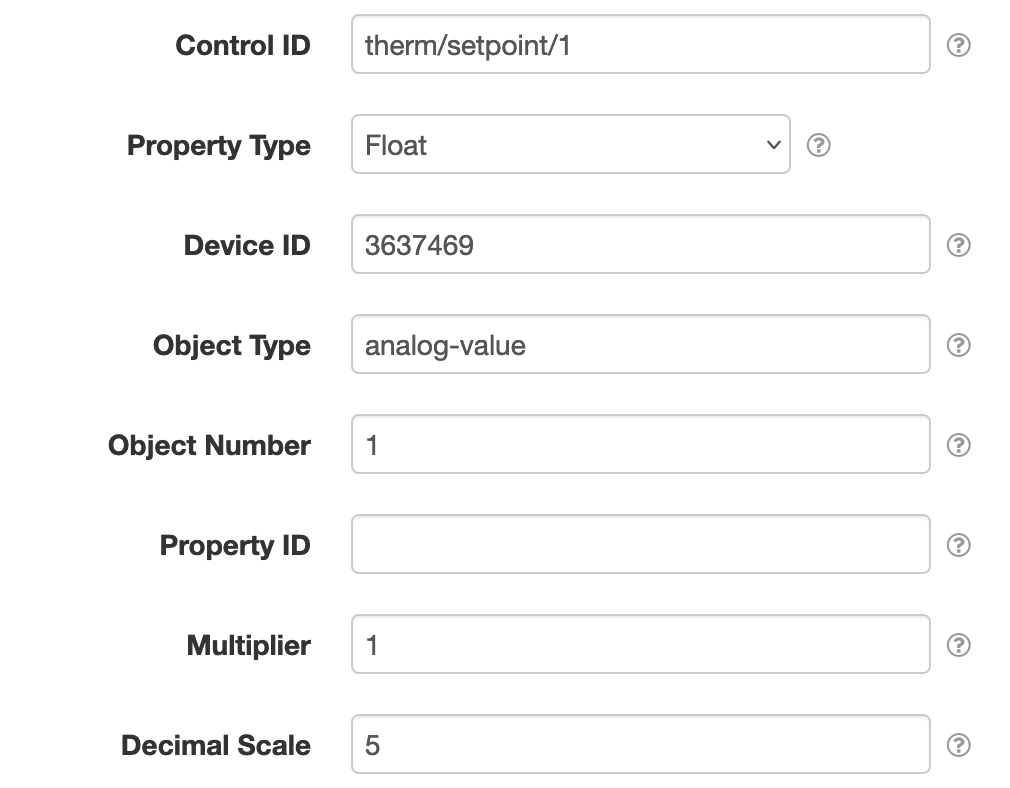 Control ID therm/setpoint/1 ?
Property Type Float ?
Device ID 3637469 ?
Object Type analog-value ?
Object Number 1 ?
Property ID ?
Multiplier 1 ?
Decimal Scale 5 ?